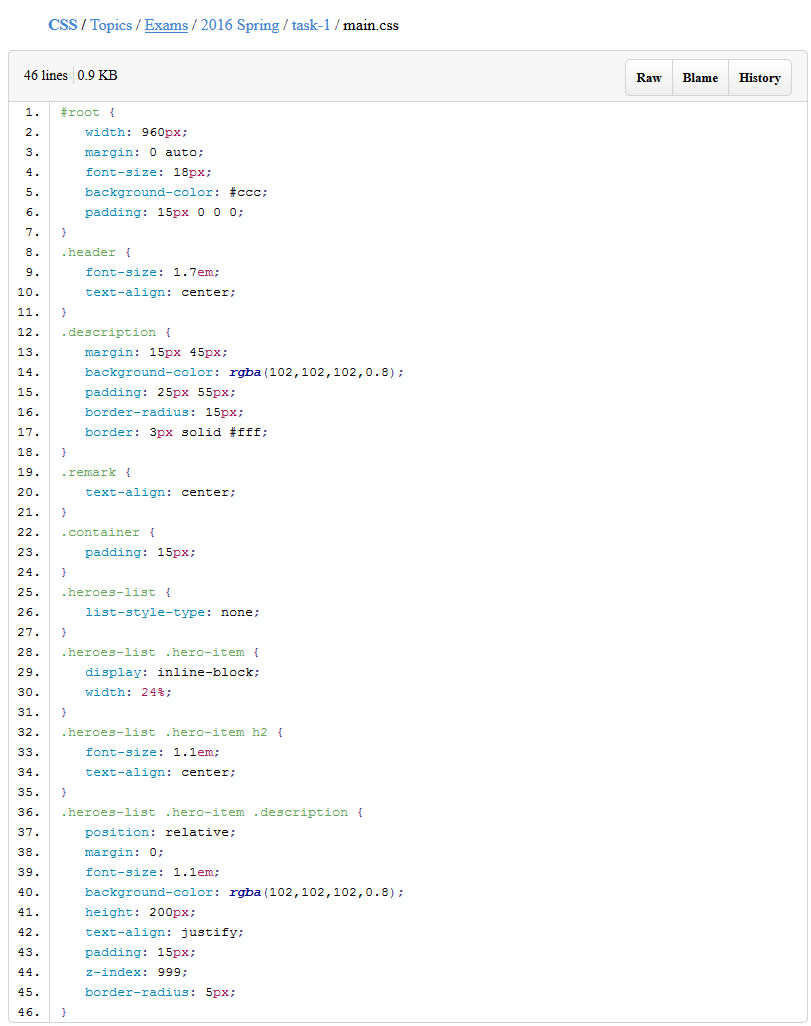 CSS / Topics / Exams / 2016 Spring / task-1 / main.css
46 lines 0.9 KB Raw Blame History
1. #root {
2. width: 960px;
3. margin: 0 auto;
4. font-size: 18px;
5. background-color: #ccc;
6. padding: 15px 0 0 0;
7. }
8. .header {
9. font-size: 1.7em;
10. text-align: center;
11. }
12. .description {
13. margin: 15px 45px;
14. background-color: rgba(102,102,102,0.8);
15. padding: 25px 55px;
16. border-radius: 15px;
17. border: 3px solid #fff;
18. }
19. .remark {
20. text-align: center;
21. }
22. .container {
23. padding: 15px;
24. }
25. .heroes-list {
26. list-style-type: none;
27. }
28. .heroes-list .hero-item {
29. display: inline-block;
30. width: 24%;
31. }
32. .heroes-list .hero-item h2 {
33. font-size: 1.1em;
34. text-align: center;
35. }
36. .heroes-list .hero-item .description {
37. position: relative;
38. margin: 0;
39. font-size: 1.1em;
40. background-color: rgba(102,102,102,0.8);
41. height: 200px;
42. text-align: justify;
43. padding: 15px;
44. z-index: 999;
45. border-radius: 5px;
46. }